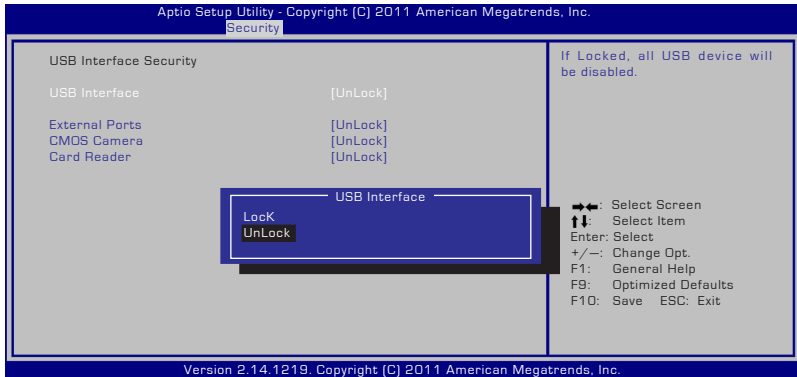 Aptio Setup Utility - Copyright (C) 2011 American Megatrends, Inc.
Security
USB Interface Security
USB Interface [UnLock]
External Ports [UnLock]
CMOS Camera [UnLock]
Card Reader [UnLock]
USB Interface
LocK
UnLock
If Locked, all USB device will
be disabled.
→←: Select Screen
↑↓: Select Item
Enter: Select
+/—: Change Opt.
F1: General Help
F9: Optimized Defaults
F10: Save ESC: Exit
Version 2.14.1219. Copyright (C) 2011 American Megatrends, Inc.